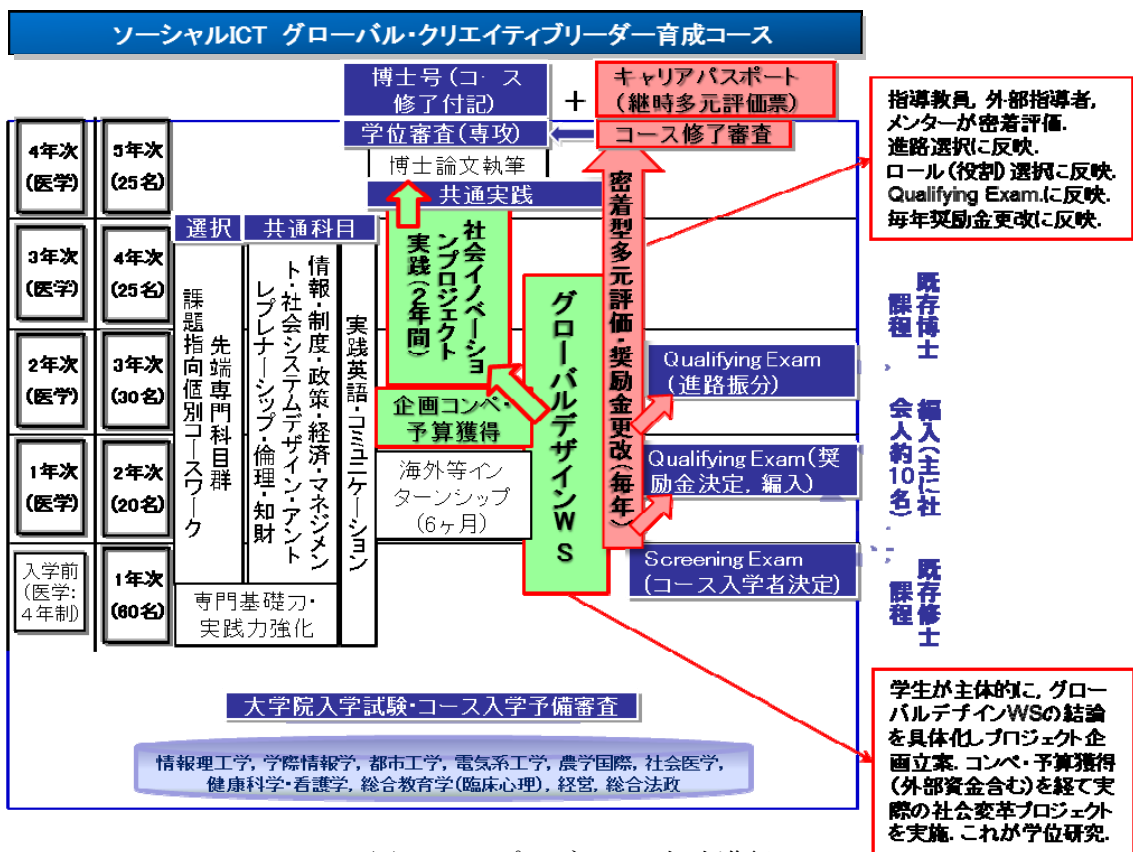 ソーシャルICT グローバル・クリエイティブリーダー育成コース
博士号(コース
修了付記)
+
キャリアパスポート
(継時多元評価票)
学位審査(専攻)
コース修了審査
博士論文執筆
共通実践
指導教員, 外部指導者,
メンターが密着評価.
進路選択に反映.
ロール(役割)選択に反映.
Qualifying Exam.に反映.
毎年奨励金更改に反映.
4年次
(医学)
5年次
(25名)
3年次
(医学)
4年次
(25名)
2年次
(医学)
3年次
(30名)
1年次
(医学)
2年次
(20名)
入学前
(医学:
4年制)
1年次
(60名)
選択
共通科目
先端専門科目群
課題指向個別コースワーク
情報・制度・政策・経済・マネジメン
ト・社会システムデザイン・アント
レプレナーシップ・倫理・知財
実践英語・コミュニケーション
専門基礎力・
実践力強化
社会イノベーショ
ンプロジェクト
実践(2年間)
企画コンペ・
予算獲得
海外等イン
ターンシップ
(6ヶ月)
グローバルデザインWS
密着型多元評価・奨励金更改(毎年)
Qualifying Exam
(進路振分)
Qualifying Exam(奨
励金決定, 編入)
Screening Exam
(コース入学者決定)
既存博士
課程
編入(主に社
会人約10名)
既存修士
課程
大学院入学試験・コース入学予備審査
情報理工学, 学際情報学, 都市工学, 電気系工学, 農学国際, 社会医学,
健康科学・看護学, 総合教育学(臨床心理), 経営, 総合法政
学生が主体的に, グロー
バルデザインWSの結論
を具体化しプロジェクト企
画立案. コンペ・予算獲得
(外部資金含む)を経て実
際の社会変革プロジェクト
を実施. これが学位研究.